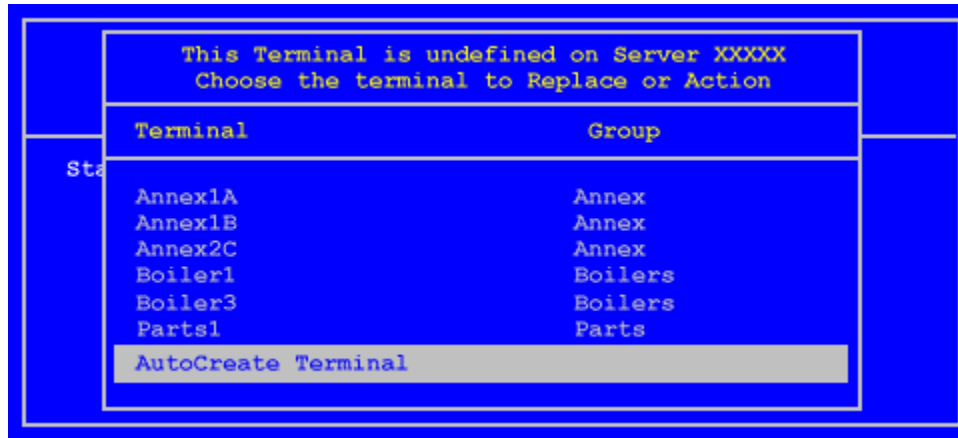 This Terminal is undefined on Server XXXXX
Choose the terminal to Replace or Action
Terminal Group
Sta
Annex1A Annex
Annex1B Annex
Annex2C Annex
Boiler1 Boilers
Boiler3 Boilers
Parts1 Parts
AutoCreate Terminal